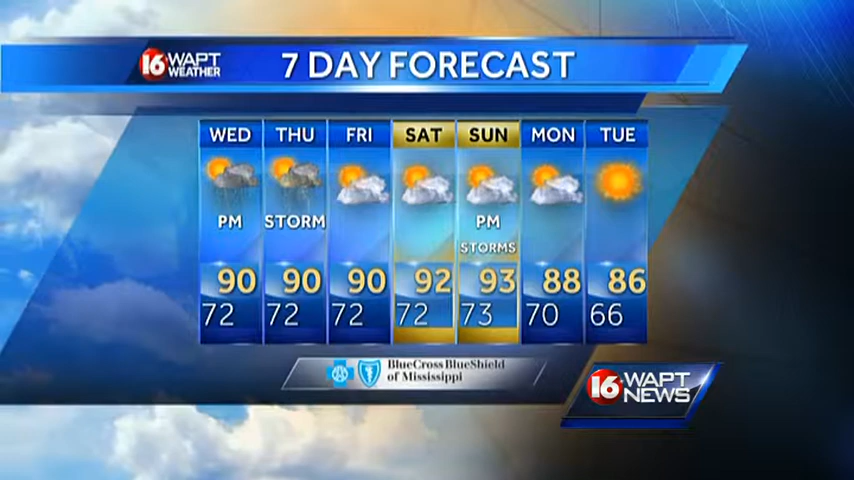 16 WAPT WEATHER
7 DAY FORECAST
WED THU FRI SAT SUN MON TUE
PM STORM PM
STORMS
90 90 90 92 93 88 86
72 72 72 72 73 70 66
BlueCross BlueShield
of Mississippi
16 WAPT
NEWS